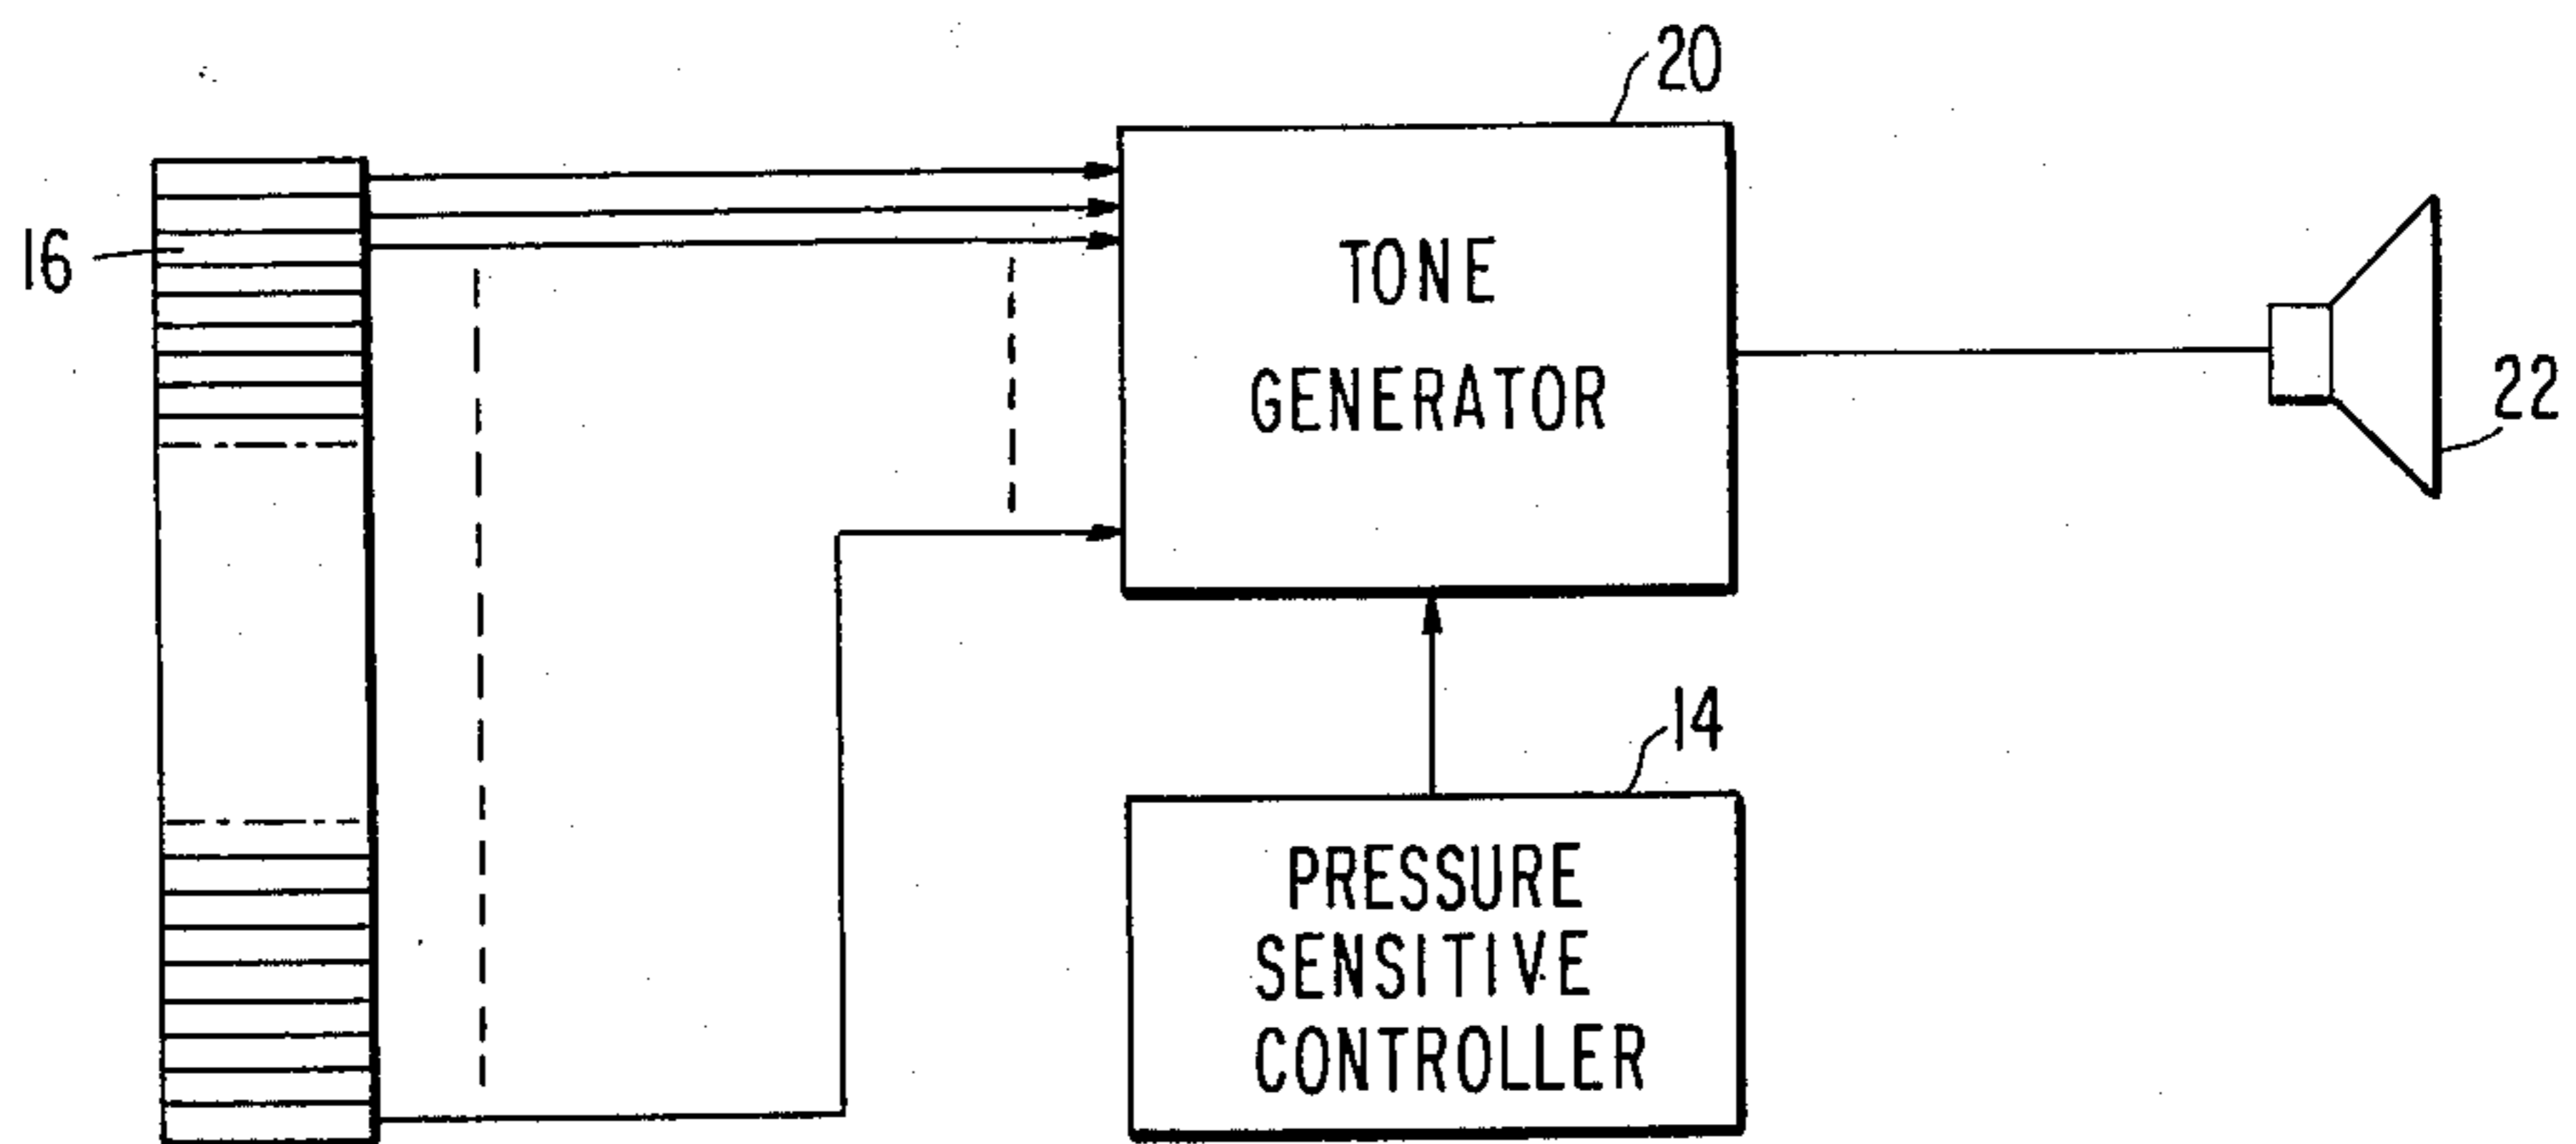 20
16
TONE
GENERATOR
22
14
PRESSURE
SENSITIVE
CONTROLLER